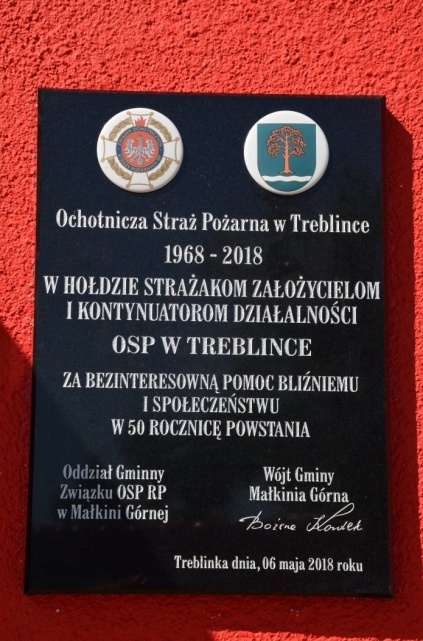 Ochotnicza Straż Pożarna w Treblince
1968 - 2018
W HOŁDZIE STRAŻAKOM ZAŁOŻYCIELOM
I KONTYNUATOROM DZIAŁALNOŚCI
OSP W TREBLINCE
ZA BEZINTERESOWNĄ POMOC BLIŹNIEMU
I SPOŁECZEŃSTWU
W 50 ROCZNICĘ POWSTANIA
Oddział Gminny
Związku OSP RP
w Małkini Górnej
Wójt Gminy
Małkinia Górna
Treblinka dnia, 06 maja 2018 roku